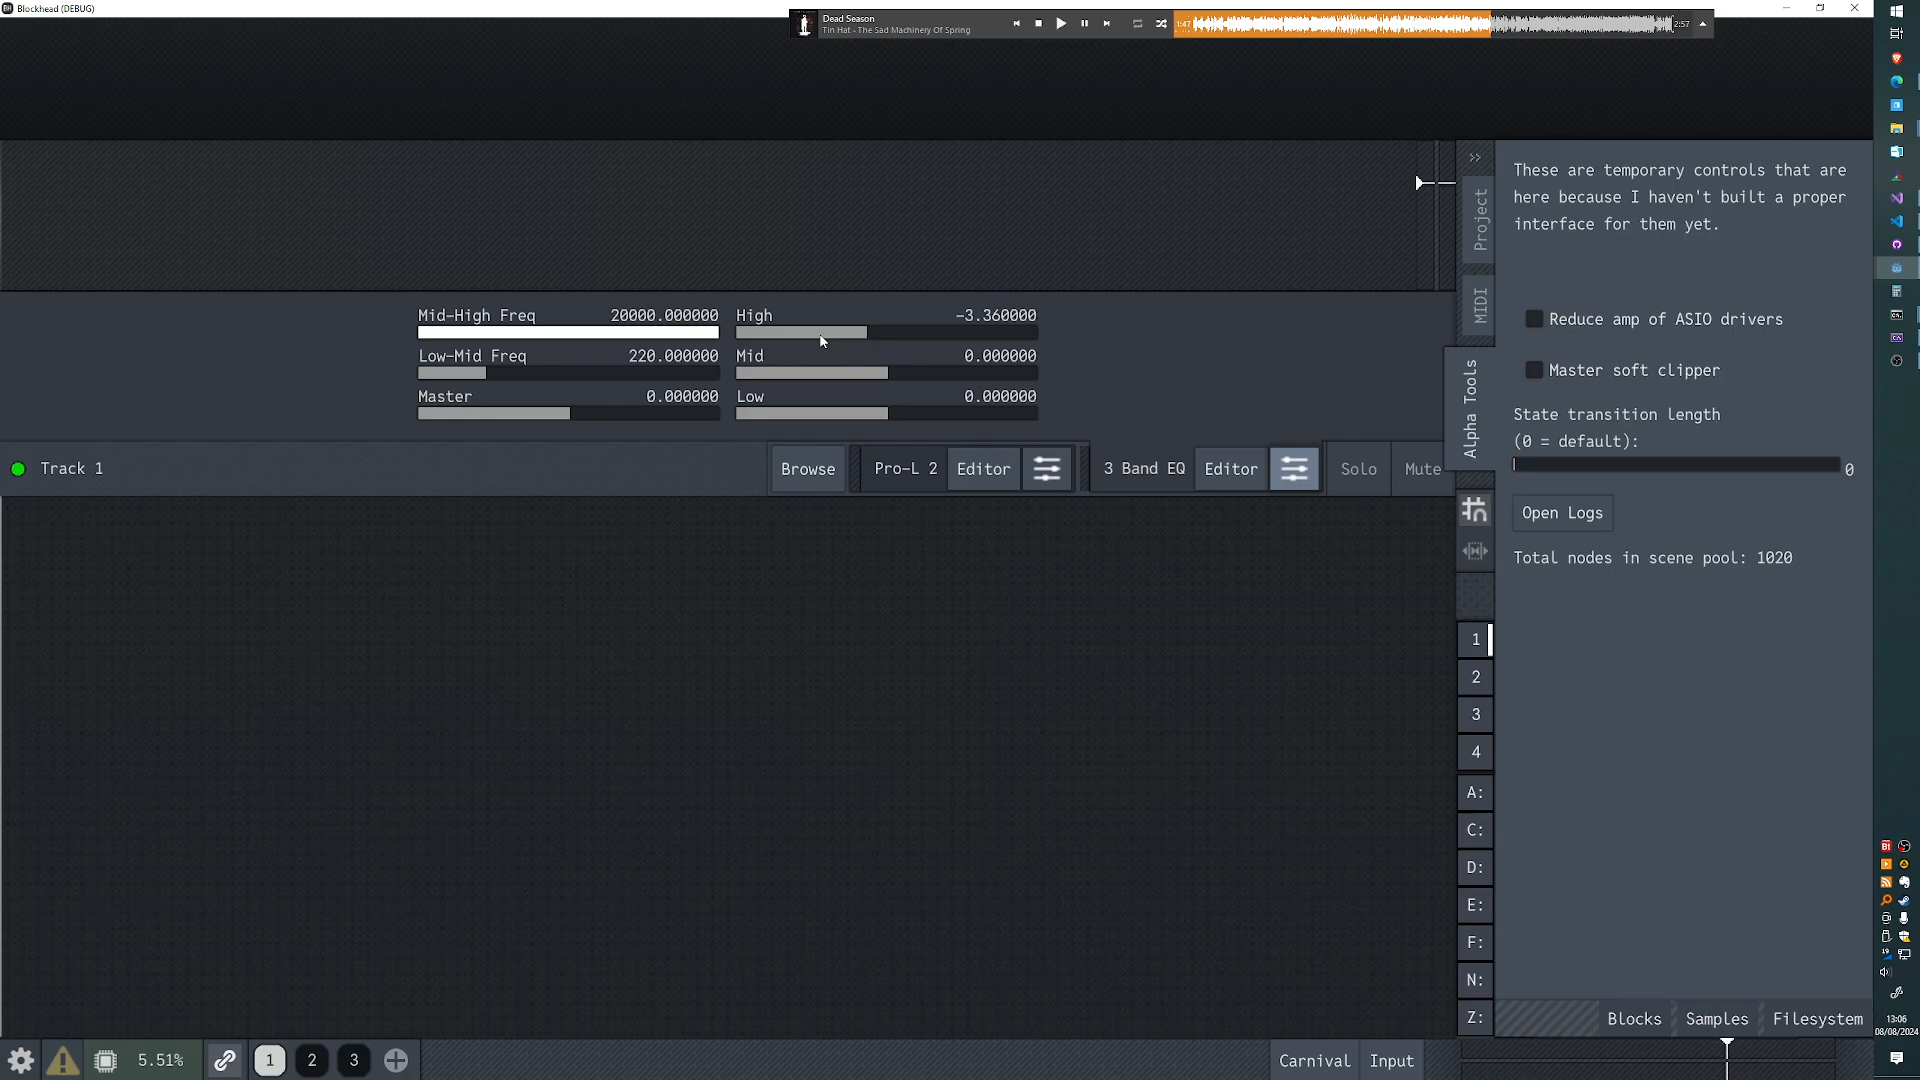 Blockhead (DEBUG)
Dead Season
Tin Hat - The Sad Machinery Of Spring
1:47
2:57
These are temporary controls that are
here because I haven't built a proper
interface for them yet.
Project
MIDI
Alpha Tools
Mid-High Freq 20000.000000
High -3.360000
Low-Mid Freq 220.000000
Mid 0.000000
Master 0.000000
Low 0.000000
Reduce amp of ASIO drivers
Master soft clipper
State transition length
(0 = default):
0
Open Logs
Total nodes in scene pool: 1020
Track 1
Browse
Pro-L 2
Editor
3 Band EQ
Editor
Solo
Mute
1
2
3
4
A:
C:
D:
E:
F:
N:
Z:
Blocks
Samples
Filesystem
5.51%
1
2
3
Carnival
Input
BH
Bt
19
13:06
08/08/2024